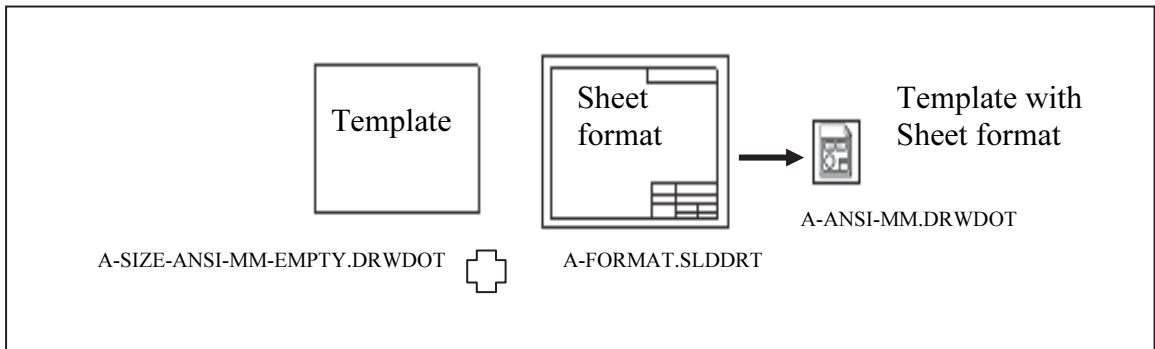 Template
Sheet
format
Template with
Sheet format
A-SIZE-ANSI-MM-EMPTY.DRWDOT
A-FORMAT.SLDDRT
A-ANSI-MM.DRWDOT